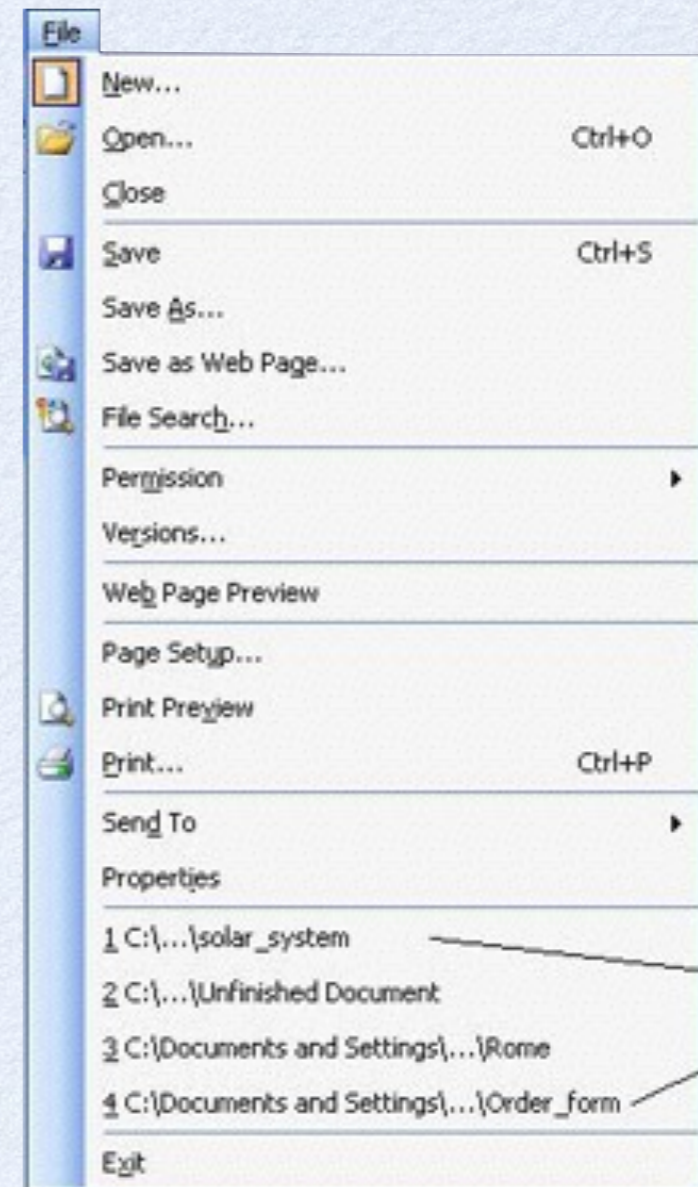 File
New...
Open... Ctrl+O
Close
Save Ctrl+S
Save As...
Save as Web Page...
File Search...
Permission
Versions...
Web Page Preview
Page Setup...
Print Preview
Print... Ctrl+P
Send To
Properties
1 C:\...\solar_system
2 C:\...\Unfinished Document
3 C:\Documents and Settings\...\Rome
4 C:\Documents and Settings\...\Order_form
Exit